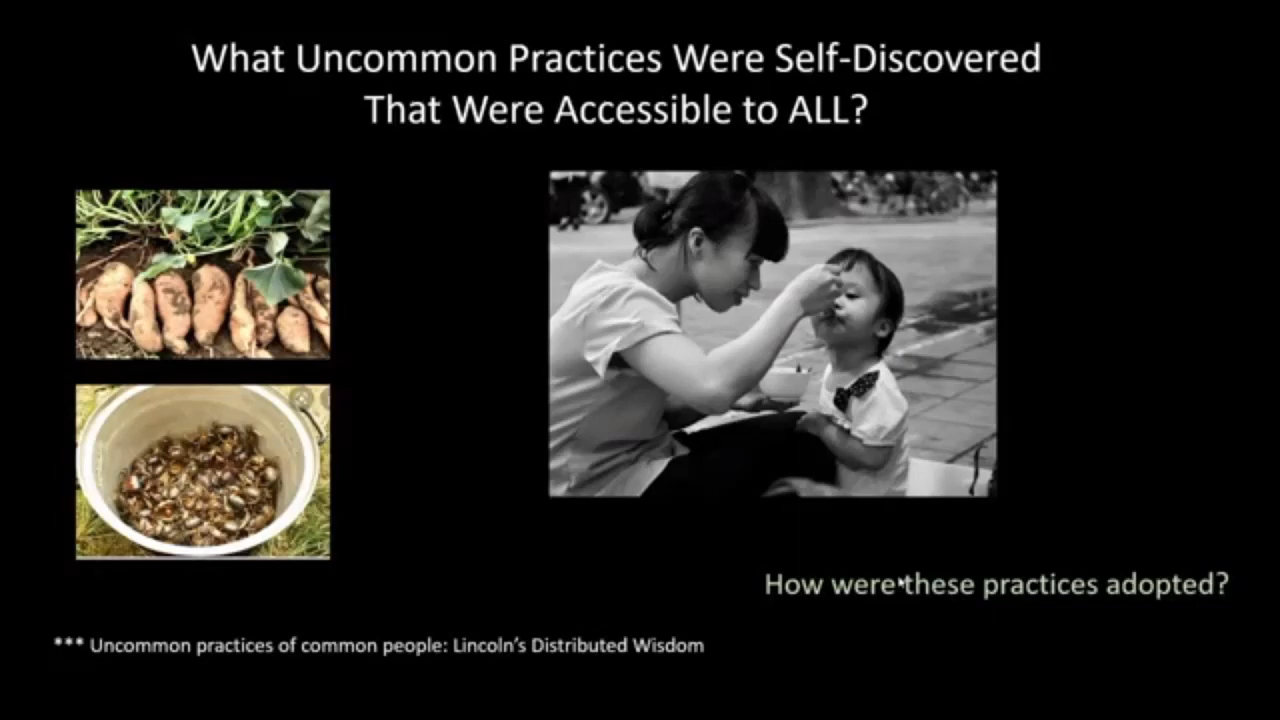 What Uncommon Practices Were Self-Discovered
That Were Accessible to ALL?
How were these practices adopted?
*** Uncommon practices of common people: Lincoln's Distributed Wisdom